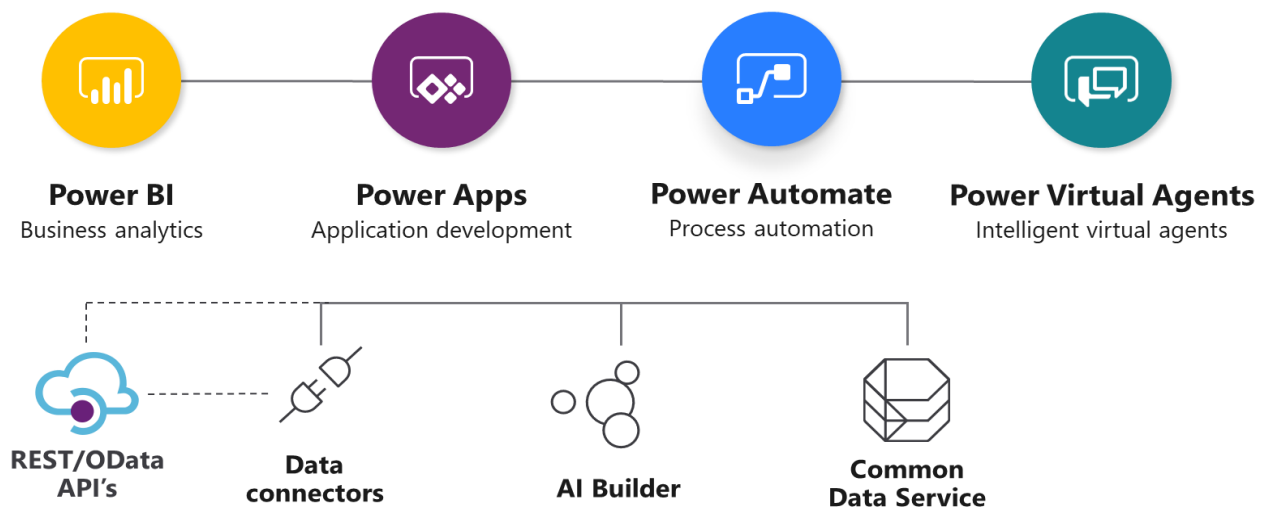 Power BI
Business analytics
Power Apps
Application development
Power Automate
Process automation
Power Virtual Agents
Intelligent virtual agents
REST/OData
API’s
Data
connectors
AI Builder
Common
Data Service